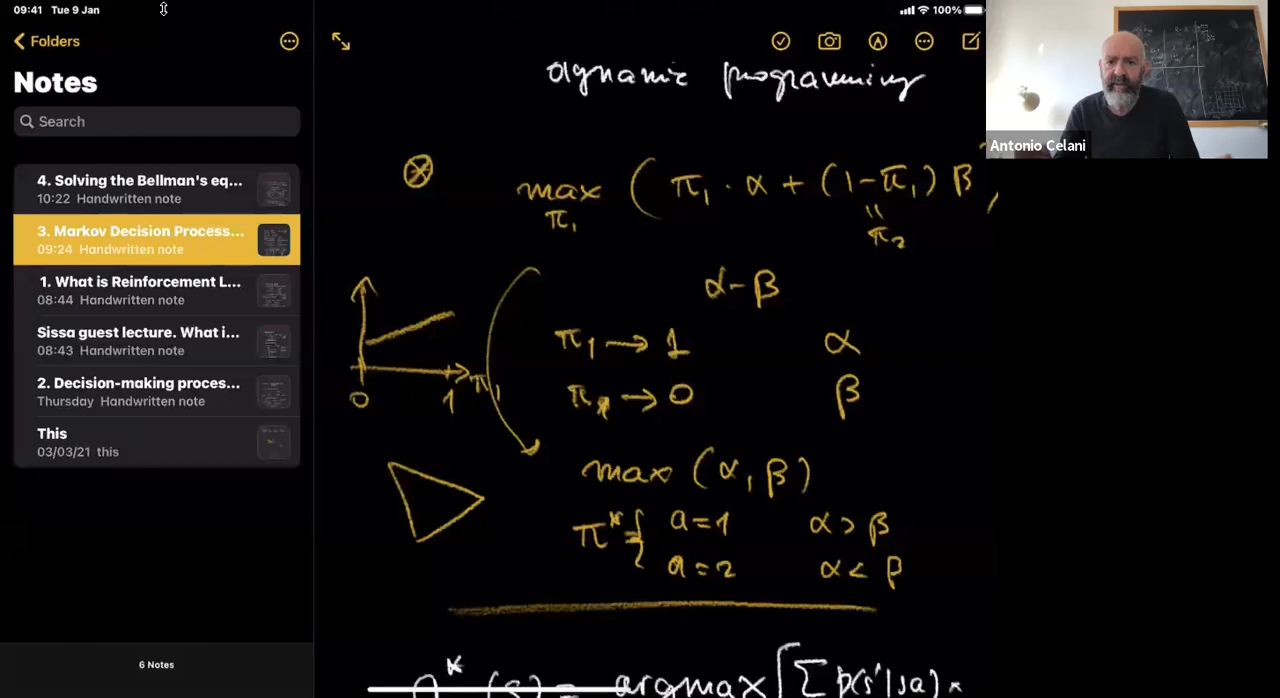 09:41 Tue 9 Jan
100%
Folders
Notes
Search
4. Solving the Bellman's eq...
10:22 Handwritten note
3. Markov Decision Process...
09:24 Handwritten note
1. What is Reinforcement L...
08:44 Handwritten note
Sissa guest lecture. What i...
08:43 Handwritten note
2. Decision-making proces...
Thursday Handwritten note
This
03/03/21 this
6 Notes
Antonio Celani
dynamic programming
⊗ max ( π₁ · α + (1-π₁) β )
π₁
=
π₂
α-β
π₁ → 1 α
π₁ → 0 β
0 1 π₁
max (α, β)
π* = { a=1 α > β
a=2 α < β
(s) = argmax [ Σ p(s'|sa) ×